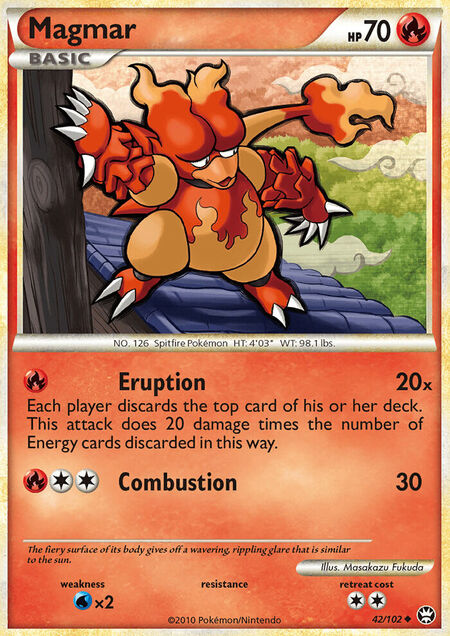 Magmar HP 70
BASIC
NO. 126 Spitfire Pokémon HT: 4'03" WT: 98.1 lbs.
Eruption 20x
Each player discards the top card of his or her deck.
This attack does 20 damage times the number of
Energy cards discarded in this way.
Combustion 30
The fiery surface of its body gives off a wavering, rippling glare that is similar
to the sun.
Illus. Masakazu Fukuda
weakness resistance retreat cost
×2
©2010 Pokémon/Nintendo 42/102